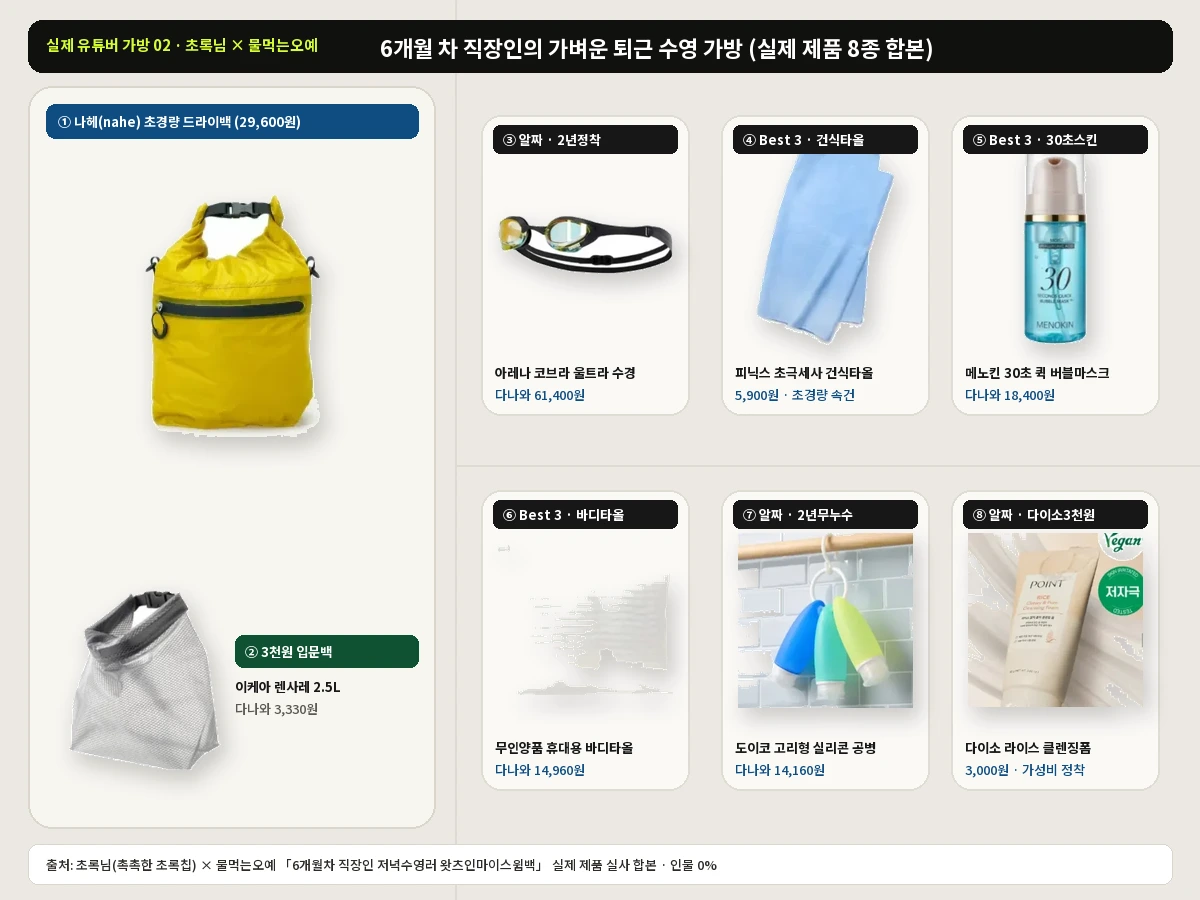 실제 유튜버 가방 02 · 초록님 × 물먹는오예
6개월 차 직장인의 가벼운 퇴근 수영 가방 (실제 제품 8종 합본)
① 나헤(nahe) 초경량 드라이백 (29,600원)
② 3천원 입문백
이케아 렌사레 2.5L
다나와 3,330원
③ 알짜 · 2년정착
아레나 코브라 울트라 수경
다나와 61,400원
④ Best 3 · 건식타올
피닉스 초극세사 건식타올
5,900원 · 초경량 속건
⑤ Best 3 · 30초스킨
30
MENOKIN
메노킨 30초 퀵 버블마스크
다나와 18,400원
⑥ Best 3 · 바디타올
무인양품 휴대용 바디타올
다나와 14,960원
⑦ 알짜 · 2년무누수
도이코 고리형 실리콘 공병
다나와 14,160원
⑧ 알짜 · 다이소3천원
Vegan
POINT
저자극
다이소 라이스 클렌징폼
3,000원 · 가성비 정착
출처: 초록님(촉촉한 초록칩) × 물먹는오예 「6개월차 직장인 저녁수영러 왓츠인마이스윔백」 실제 제품 실사 합본 · 인물 0%